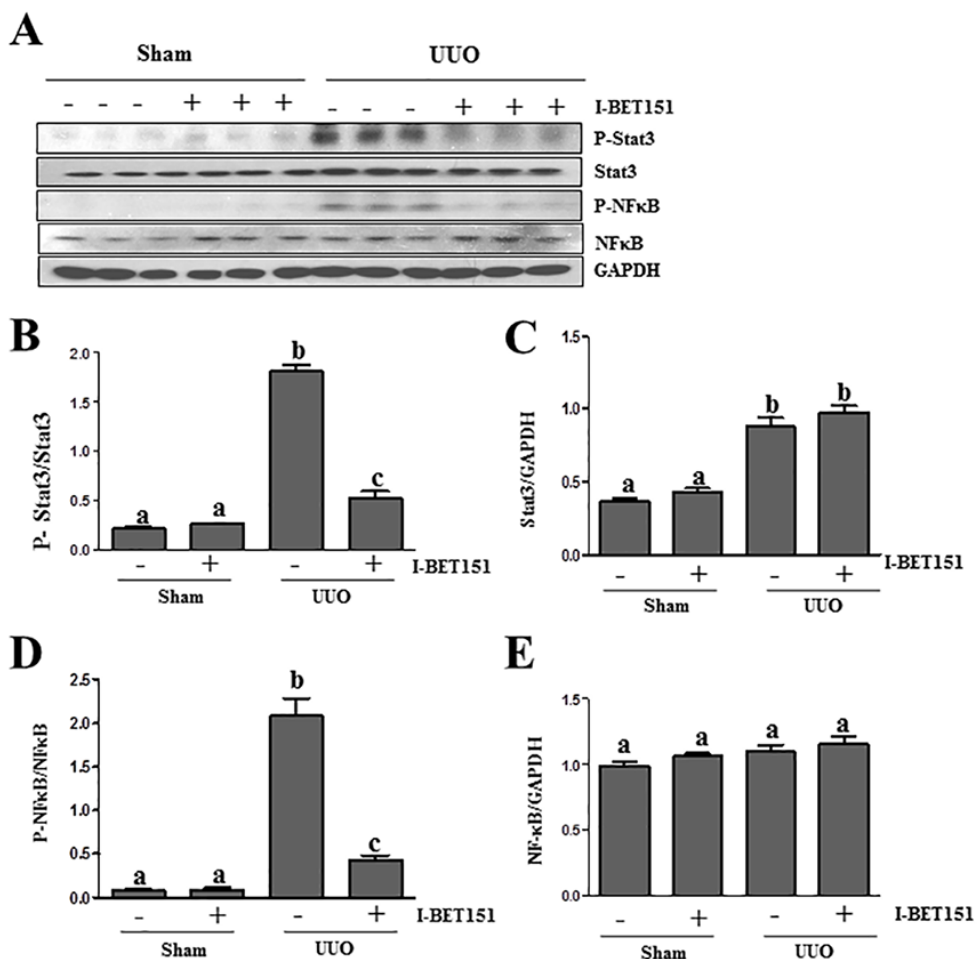 A
Sham UUO
- - - + + + - - - + + + I-BET151
P-Stat3
Stat3
P-NFκB
NFκB
GAPDH
B
P- Stat3/Stat3
2.0
1.5
1.0
0.5
0.0
a a b c
- + - + I-BET151
Sham UUO
C
Stat3/GAPDH
1.5
1.0
0.5
0.0
a a b b
- + - + I-BET151
Sham UUO
D
P-NFκB/NFκB
2.5
2.0
1.5
1.0
0.5
0.0
a a b c
- + - + I-BET151
Sham UUO
E
NF-κB/GAPDH
1.5
1.0
0.5
0.0
a a a a
- + - + I-BET151
Sham UUO